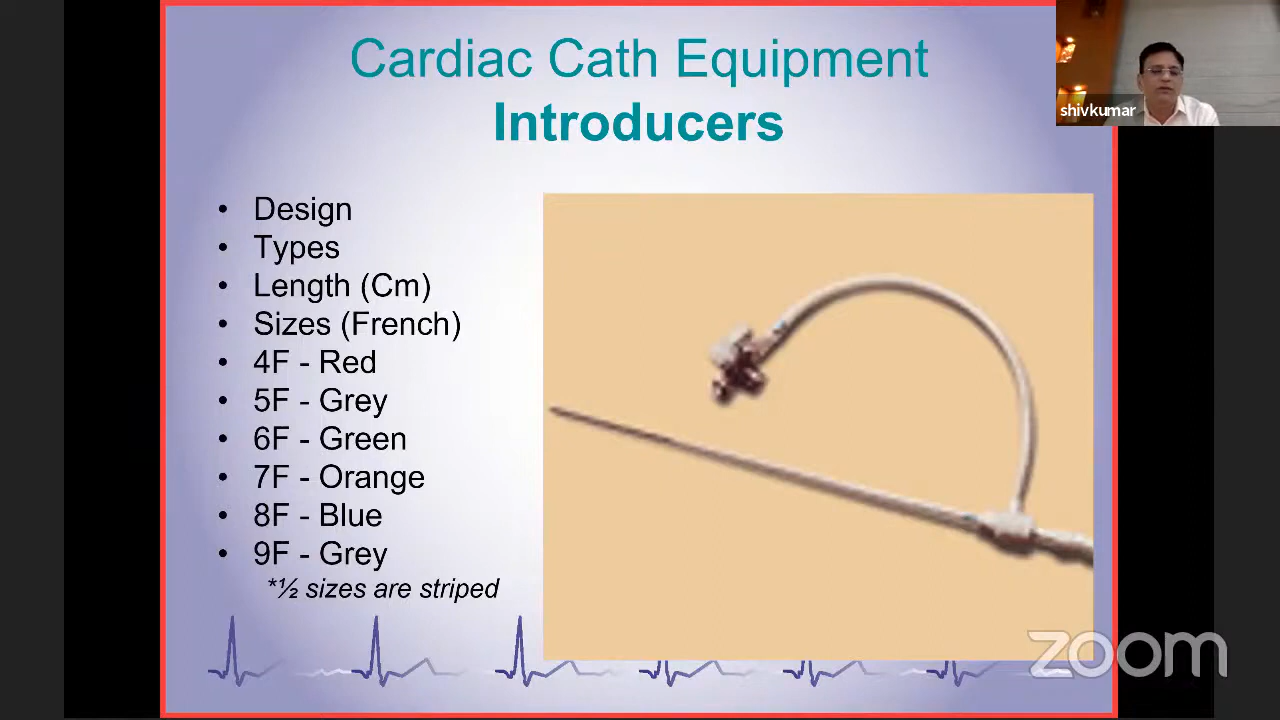 Cardiac Cath Equipment
Introducers
shivkumar
• Design
• Types
• Length (Cm)
• Sizes (French)
• 4F - Red
• 5F - Grey
• 6F - Green
• 7F - Orange
• 8F - Blue
• 9F - Grey
*½ sizes are striped
zoom